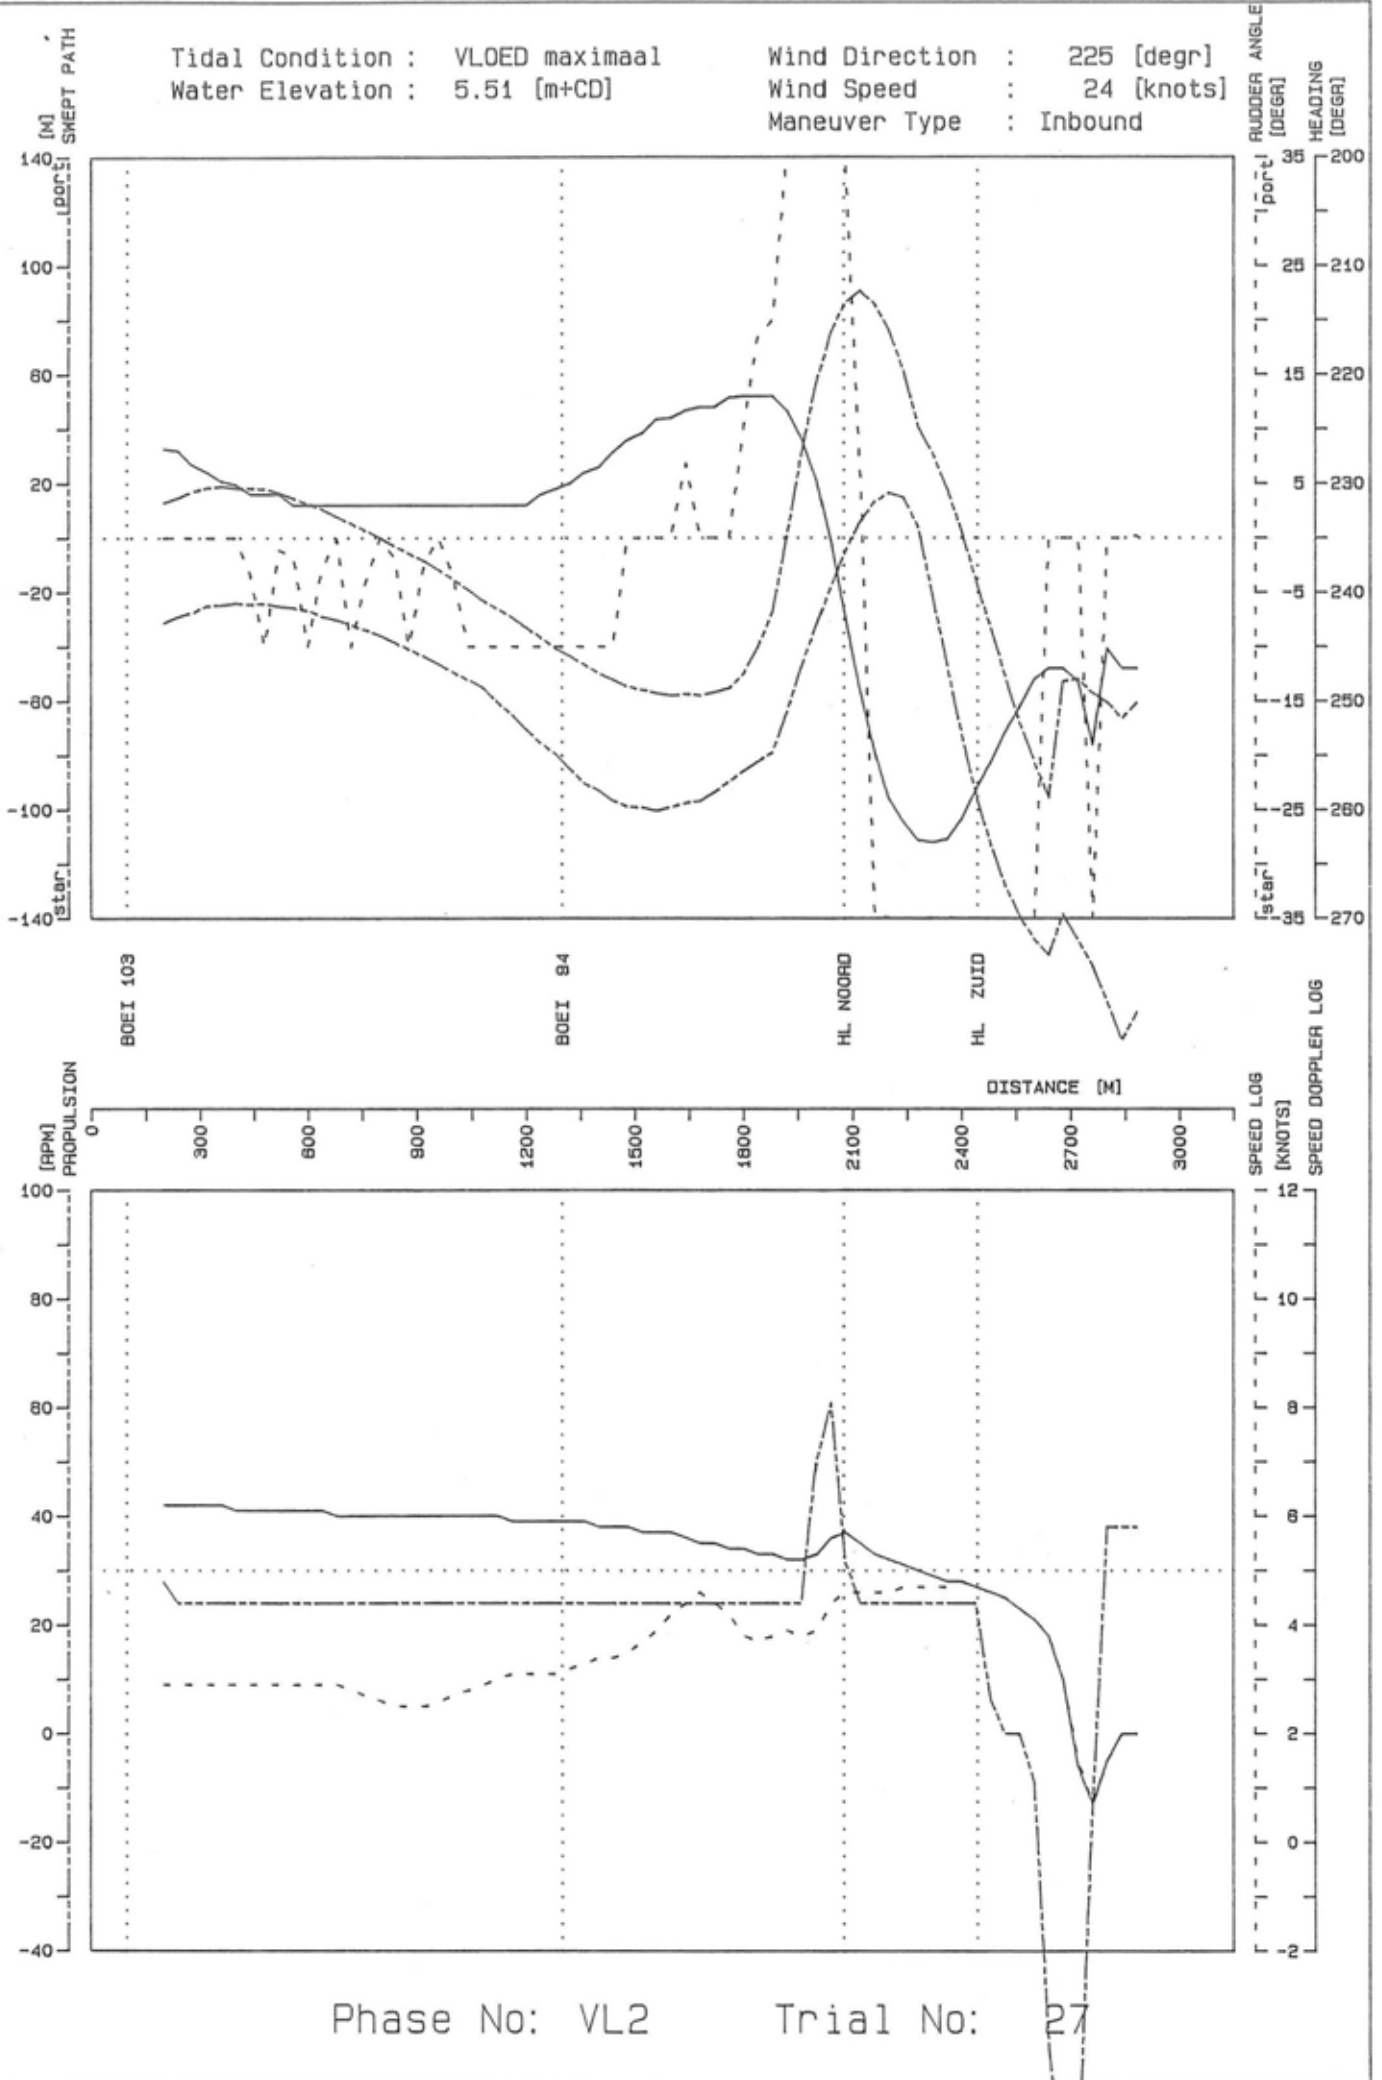 Tidal Condition : VLOED maximaal
Water Elevation : 5.51 [m+CD]
Wind Direction : 225 [degr]
Wind Speed : 24 [knots]
Maneuver Type : Inbound
[M]
SWEPT PATH
RUDDER ANGLE
[DEGR]
HEADING
[DEGR]
140
100
60
20
-20
-60
-100
-140
port
star
port
star
35
25
15
5
-5
-15
-25
-35
200
210
220
230
240
250
260
270
BOEI 103
BOEI 94
HL NOORD
HL ZUID
DISTANCE [M]
0
300
600
900
1200
1500
1800
2100
2400
2700
3000
[RPM]
PROPULSION
SPEED LOG
[KNOTS]
SPEED DOPPLER LOG
100
80
60
40
20
0
-20
-40
12
10
8
6
4
2
0
-2
Phase No: VL2 Trial No: 27